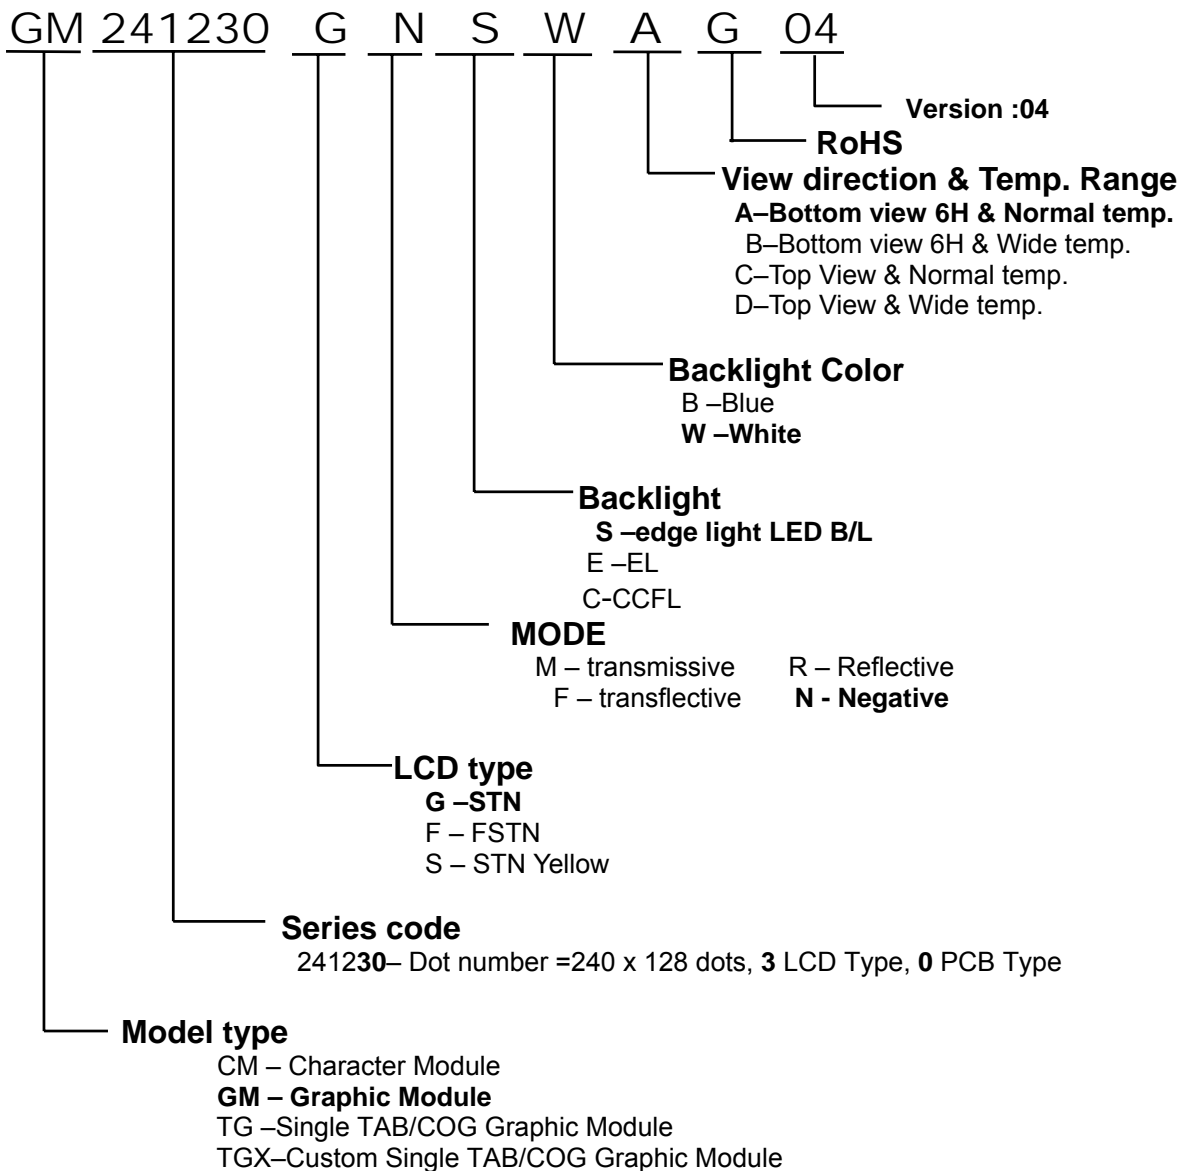 GM 241230 G N S W A G 04
Version :04
RoHS
View direction & Temp. Range
A–Bottom view 6H & Normal temp.
B–Bottom view 6H & Wide temp.
C–Top View & Normal temp.
D–Top View & Wide temp.
Backlight Color
B –Blue
W –White
Backlight
S –edge light LED B/L
E –EL
C-CCFL
MODE
M – transmissive R – Reflective
F – transflective N - Negative
LCD type
G –STN
F – FSTN
S – STN Yellow
Series code
241230– Dot number =240 x 128 dots, 3 LCD Type, 0 PCB Type
Model type
CM – Character Module
GM – Graphic Module
TG –Single TAB/COG Graphic Module
TGX–Custom Single TAB/COG Graphic Module